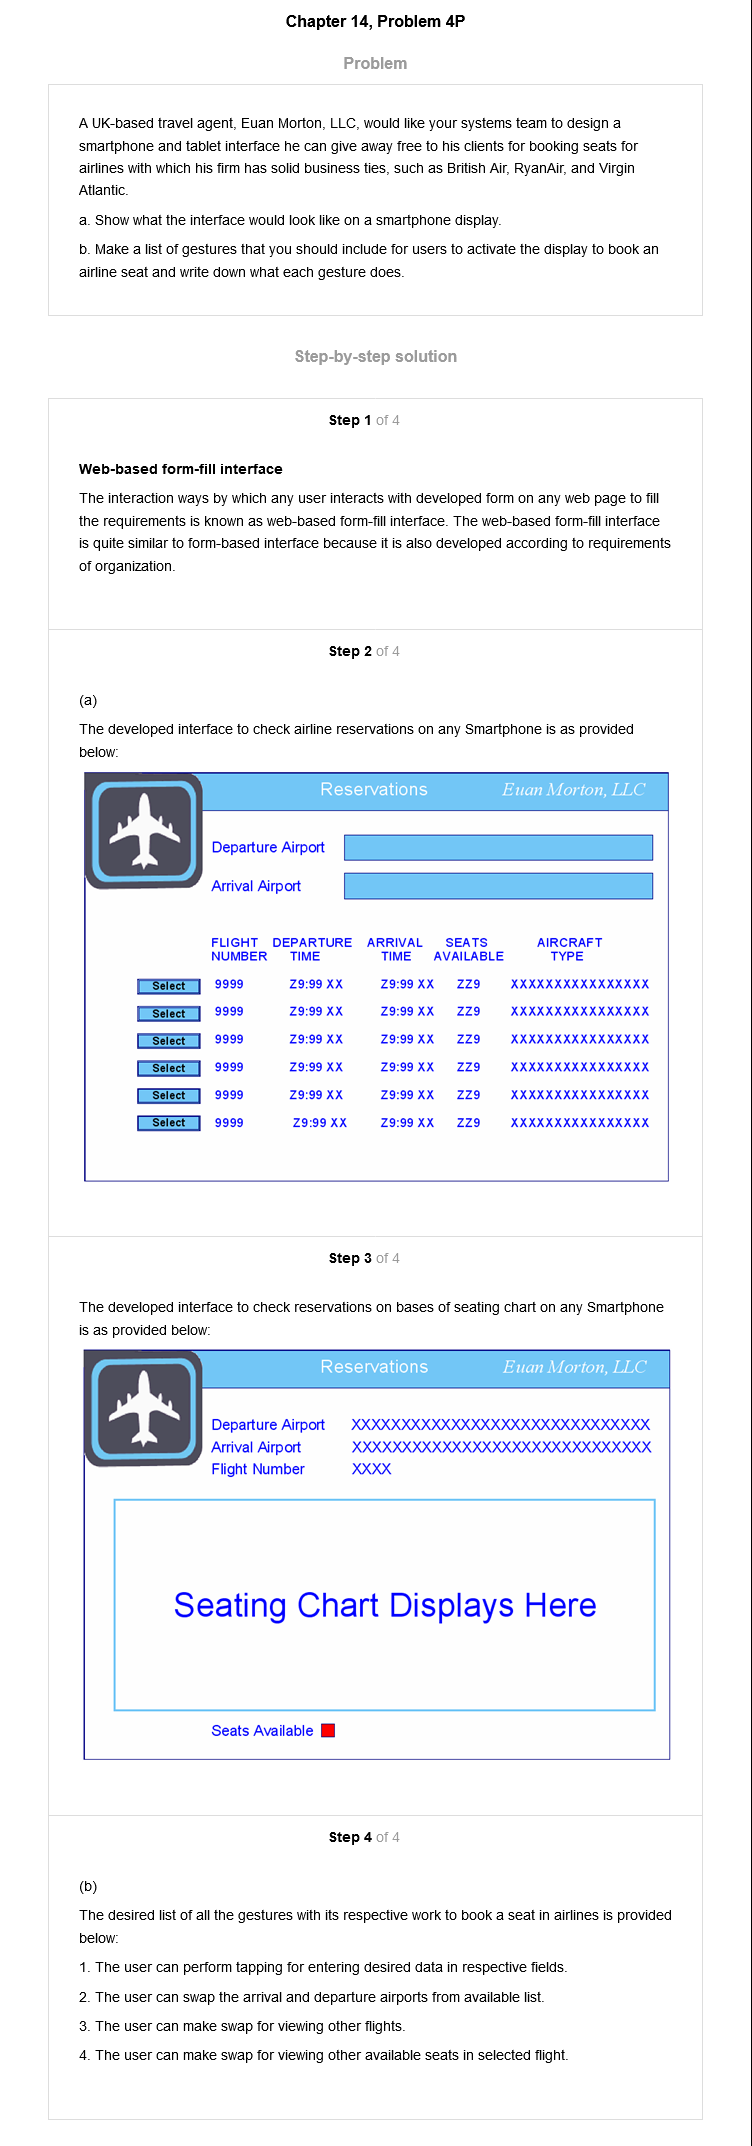 Chapter 14, Problem 4P
Problem
A UK-based travel agent, Euan Morton, LLC, would like your systems team to design a
smartphone and tablet interface he can give away free to his clients for booking seats for
airlines with which his firm has solid business ties, such as British Air, RyanAir, and Virgin
Atlantic.
a. Show what the interface would look like on a smartphone display.
b. Make a list of gestures that you should include for users to activate the display to book an
airline seat and write down what each gesture does.
Step-by-step solution
Step 1 of 4
Web-based form-fill interface
The interaction ways by which any user interacts with developed form on any web page to fill
the requirements is known as web-based form-fill interface. The web-based form-fill interface
is quite similar to form-based interface because it is also developed according to requirements
of organization.
Step 2 of 4
(a)
The developed interface to check airline reservations on any Smartphone is as provided
below:
Reservations Euan Morton, LLC
Departure Airport
Arrival Airport
FLIGHT DEPARTURE ARRIVAL SEATS AIRCRAFT
NUMBER TIME TIME AVAILABLE TYPE
Select 9999 Z9:99 XX Z9:99 XX ZZ9 XXXXXXXXXXXXXXXX
Select 9999 Z9:99 XX Z9:99 XX ZZ9 XXXXXXXXXXXXXXXX
Select 9999 Z9:99 XX Z9:99 XX ZZ9 XXXXXXXXXXXXXXXX
Select 9999 Z9:99 XX Z9:99 XX ZZ9 XXXXXXXXXXXXXXXX
Select 9999 Z9:99 XX Z9:99 XX ZZ9 XXXXXXXXXXXXXXXX
Select 9999 Z9:99 XX Z9:99 XX ZZ9 XXXXXXXXXXXXXXXX
Step 3 of 4
The developed interface to check reservations on bases of seating chart on any Smartphone
is as provided below:
Reservations Euan Morton, LLC
Departure Airport XXXXXXXXXXXXXXXXXXXXXXXXXXXXXX
Arrival Airport XXXXXXXXXXXXXXXXXXXXXXXXXXXXXX
Flight Number XXXX
Seating Chart Displays Here
Seats Available
Step 4 of 4
(b)
The desired list of all the gestures with its respective work to book a seat in airlines is provided
below:
1. The user can perform tapping for entering desired data in respective fields.
2. The user can swap the arrival and departure airports from available list.
3. The user can make swap for viewing other flights.
4. The user can make swap for viewing other available seats in selected flight.